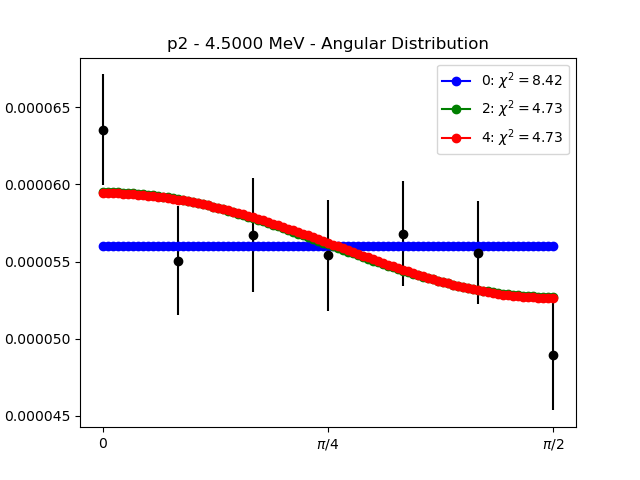 p2 - 4.5000 MeV - Angular Distribution
0: χ² = 8.42
2: χ² = 4.73
4: χ² = 4.73
0.000065
0.000060
0.000055
0.000050
0.000045
0
π/4
π/2